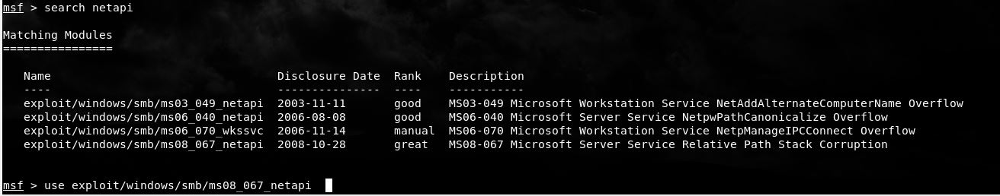 msf > search netapi
Matching Modules
================
Name Disclosure Date Rank Description
---- --------------- ---- -----------
exploit/windows/smb/ms03_049_netapi 2003-11-11 good MS03-049 Microsoft Workstation Service NetAddAlternateComputerName Overflow
exploit/windows/smb/ms06_040_netapi 2006-08-08 good MS06-040 Microsoft Server Service NetpwPathCanonicalize Overflow
exploit/windows/smb/ms06_070_wkssvc 2006-11-14 manual MS06-070 Microsoft Workstation Service NetpManageIPCConnect Overflow
exploit/windows/smb/ms08_067_netapi 2008-10-28 great MS08-067 Microsoft Server Service Relative Path Stack Corruption
msf > use exploit/windows/smb/ms08_067_netapi